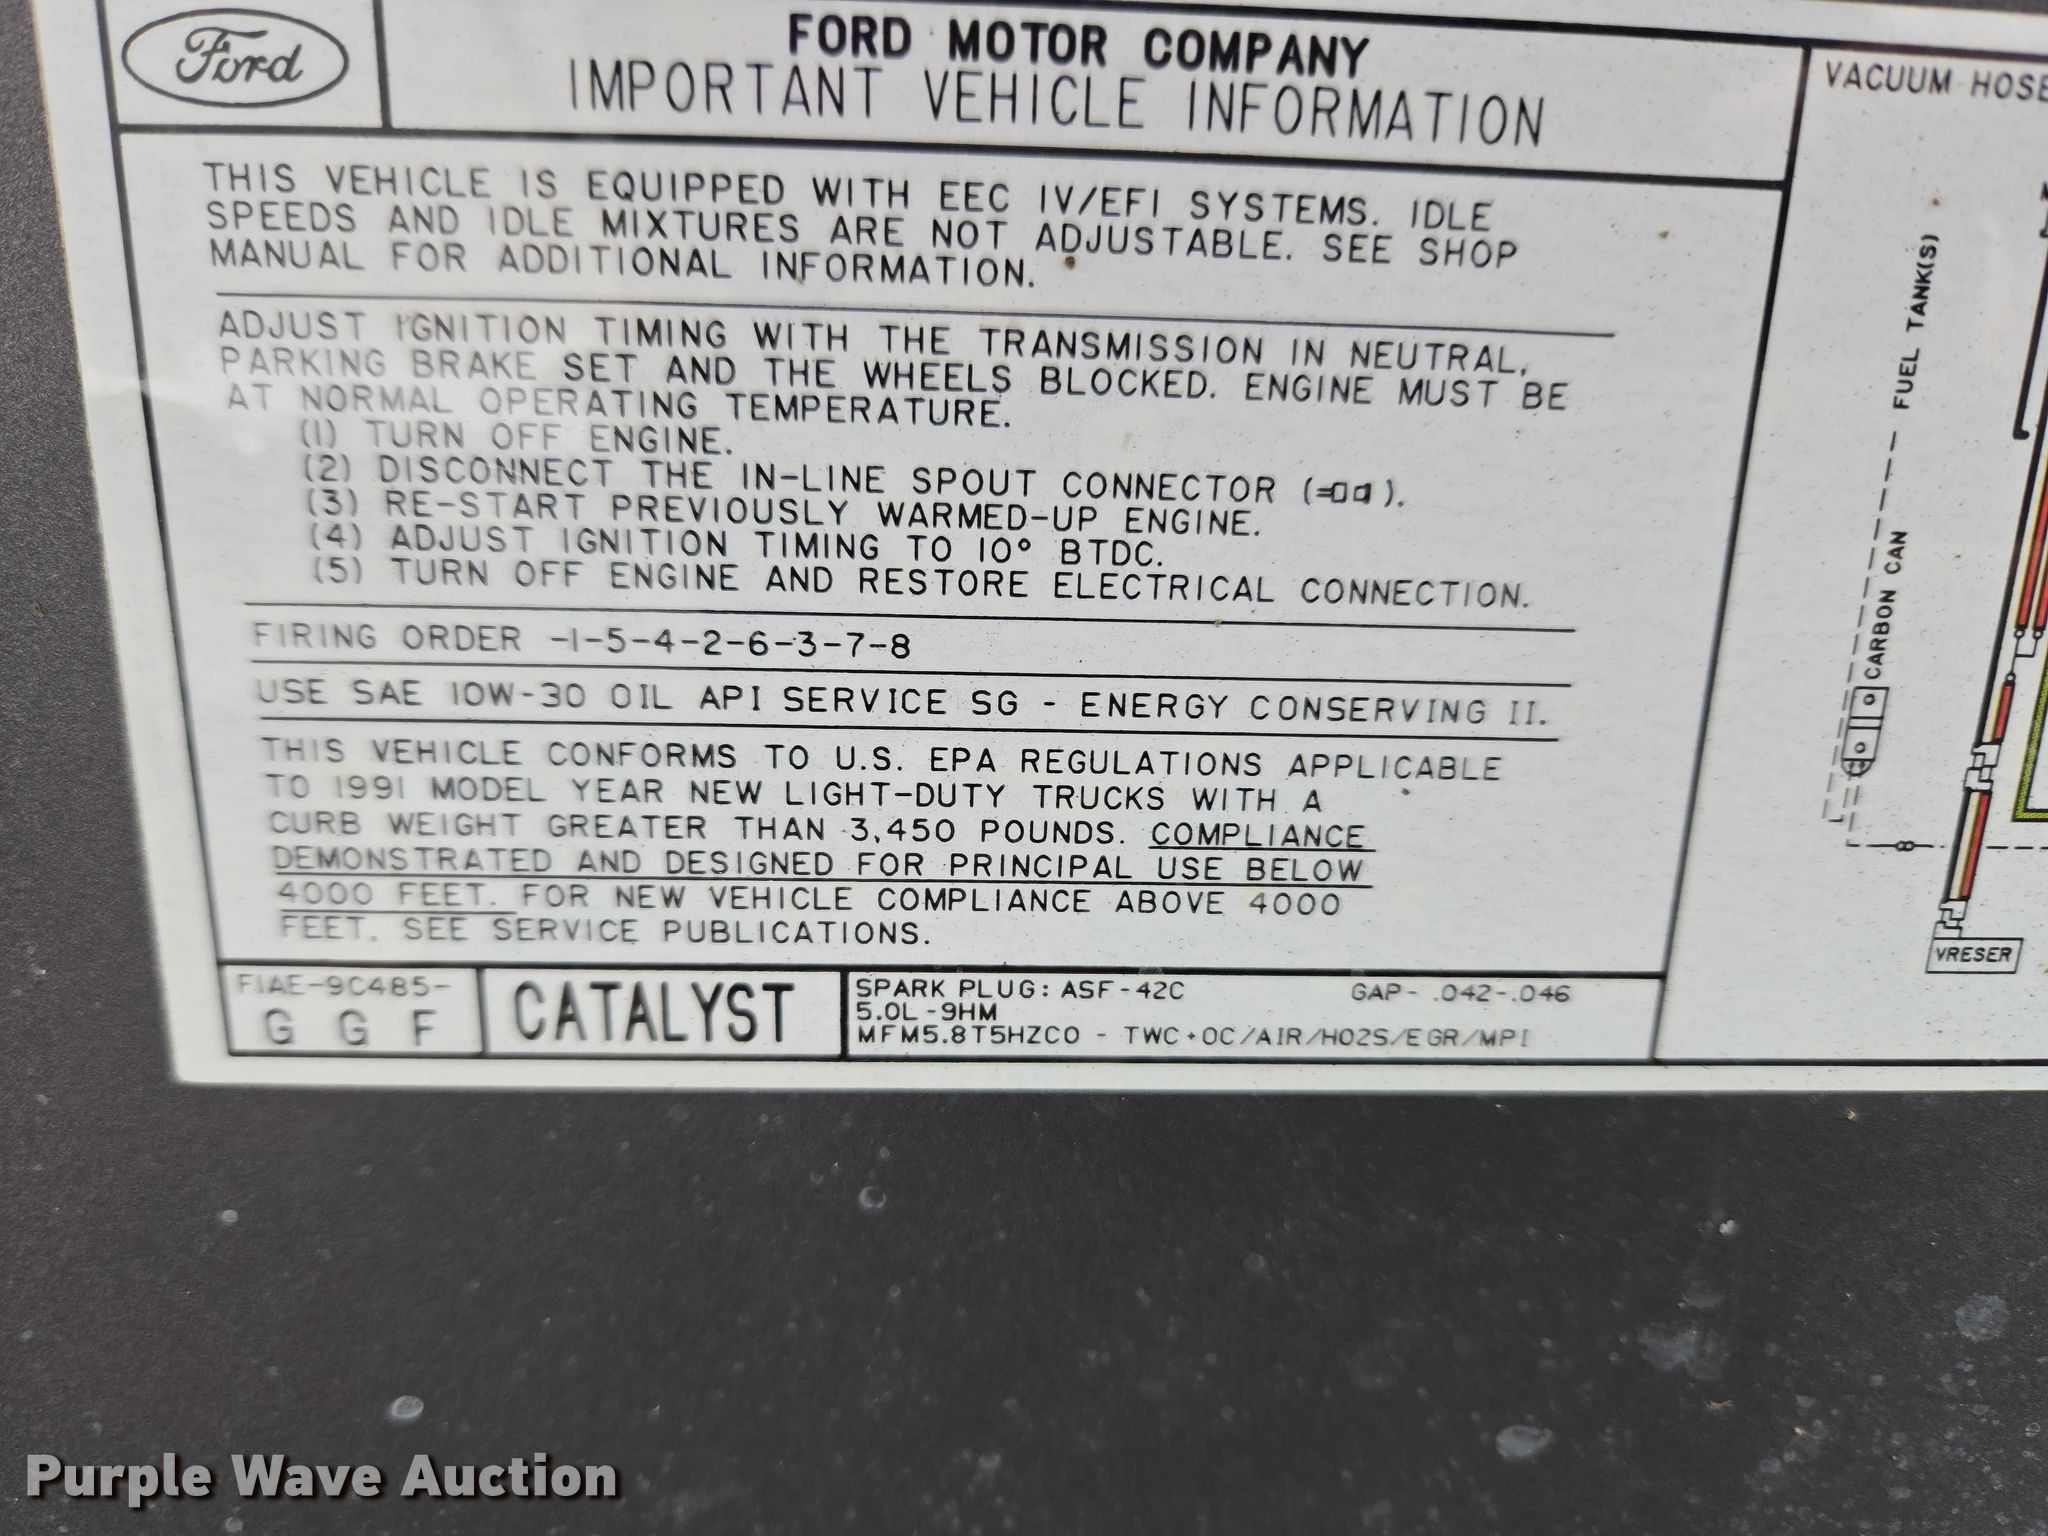 Ford
FORD MOTOR COMPANY
IMPORTANT VEHICLE INFORMATION
THIS VEHICLE IS EQUIPPED WITH EEC IV/EFI SYSTEMS. IDLE
SPEEDS AND IDLE MIXTURES ARE NOT ADJUSTABLE. SEE SHOP
MANUAL FOR ADDITIONAL INFORMATION.
ADJUST IGNITION TIMING WITH THE TRANSMISSION IN NEUTRAL,
PARKING BRAKE SET AND THE WHEELS BLOCKED. ENGINE MUST BE
AT NORMAL OPERATING TEMPERATURE.
(1) TURN OFF ENGINE.
(2) DISCONNECT THE IN-LINE SPOUT CONNECTOR ( ).
(3) RE-START PREVIOUSLY WARMED-UP ENGINE.
(4) ADJUST IGNITION TIMING TO 10° BTDC.
(5) TURN OFF ENGINE AND RESTORE ELECTRICAL CONNECTION.
FIRING ORDER -1-5-4-2-6-3-7-8
USE SAE 10W-30 OIL API SERVICE SG - ENERGY CONSERVING II.
THIS VEHICLE CONFORMS TO U.S. EPA REGULATIONS APPLICABLE
TO 1991 MODEL YEAR NEW LIGHT-DUTY TRUCKS WITH A
CURB WEIGHT GREATER THAN 3,450 POUNDS. COMPLIANCE
DEMONSTRATED AND DESIGNED FOR PRINCIPAL USE BELOW
4000 FEET. FOR NEW VEHICLE COMPLIANCE ABOVE 4000
FEET, SEE SERVICE PUBLICATIONS.
F1AE-9C485-
G G F
CATALYST
SPARK PLUG: ASF-42C GAP- .042-.046
5.0L-9HM
MFM5.8T5HZC0 - TWC+OC/AIR/HO2S/EGR/MPI
VACUUM HOSE
FUEL TANK(S)
CARBON CAN
VRESER
Purple Wave Auction